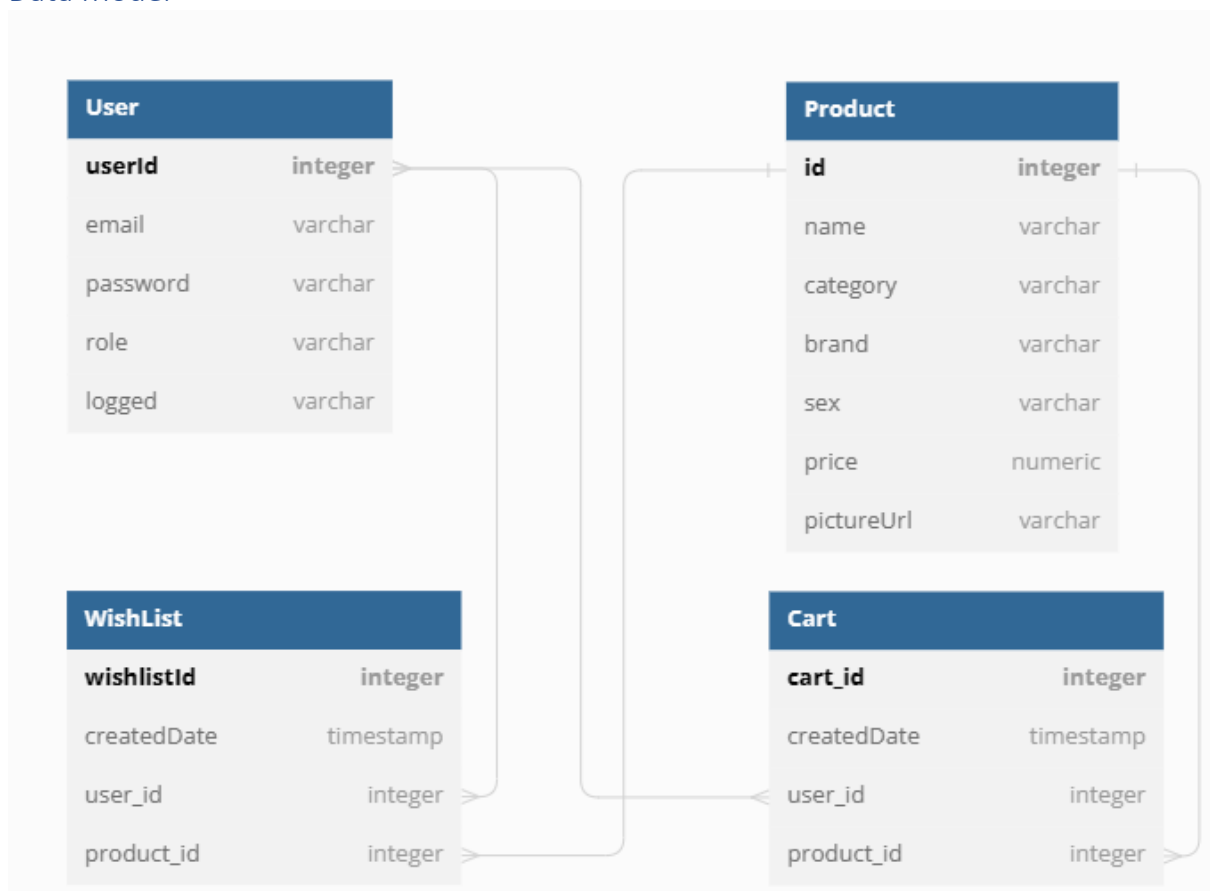 Data Model
User
userId integer
email varchar
password varchar
role varchar
logged varchar
Product
id integer
name varchar
category varchar
brand varchar
sex varchar
price numeric
pictureUrl varchar
WishList
wishlistId integer
createdDate timestamp
user_id integer
product_id integer
Cart
cart_id integer
createdDate timestamp
user_id integer
product_id integer